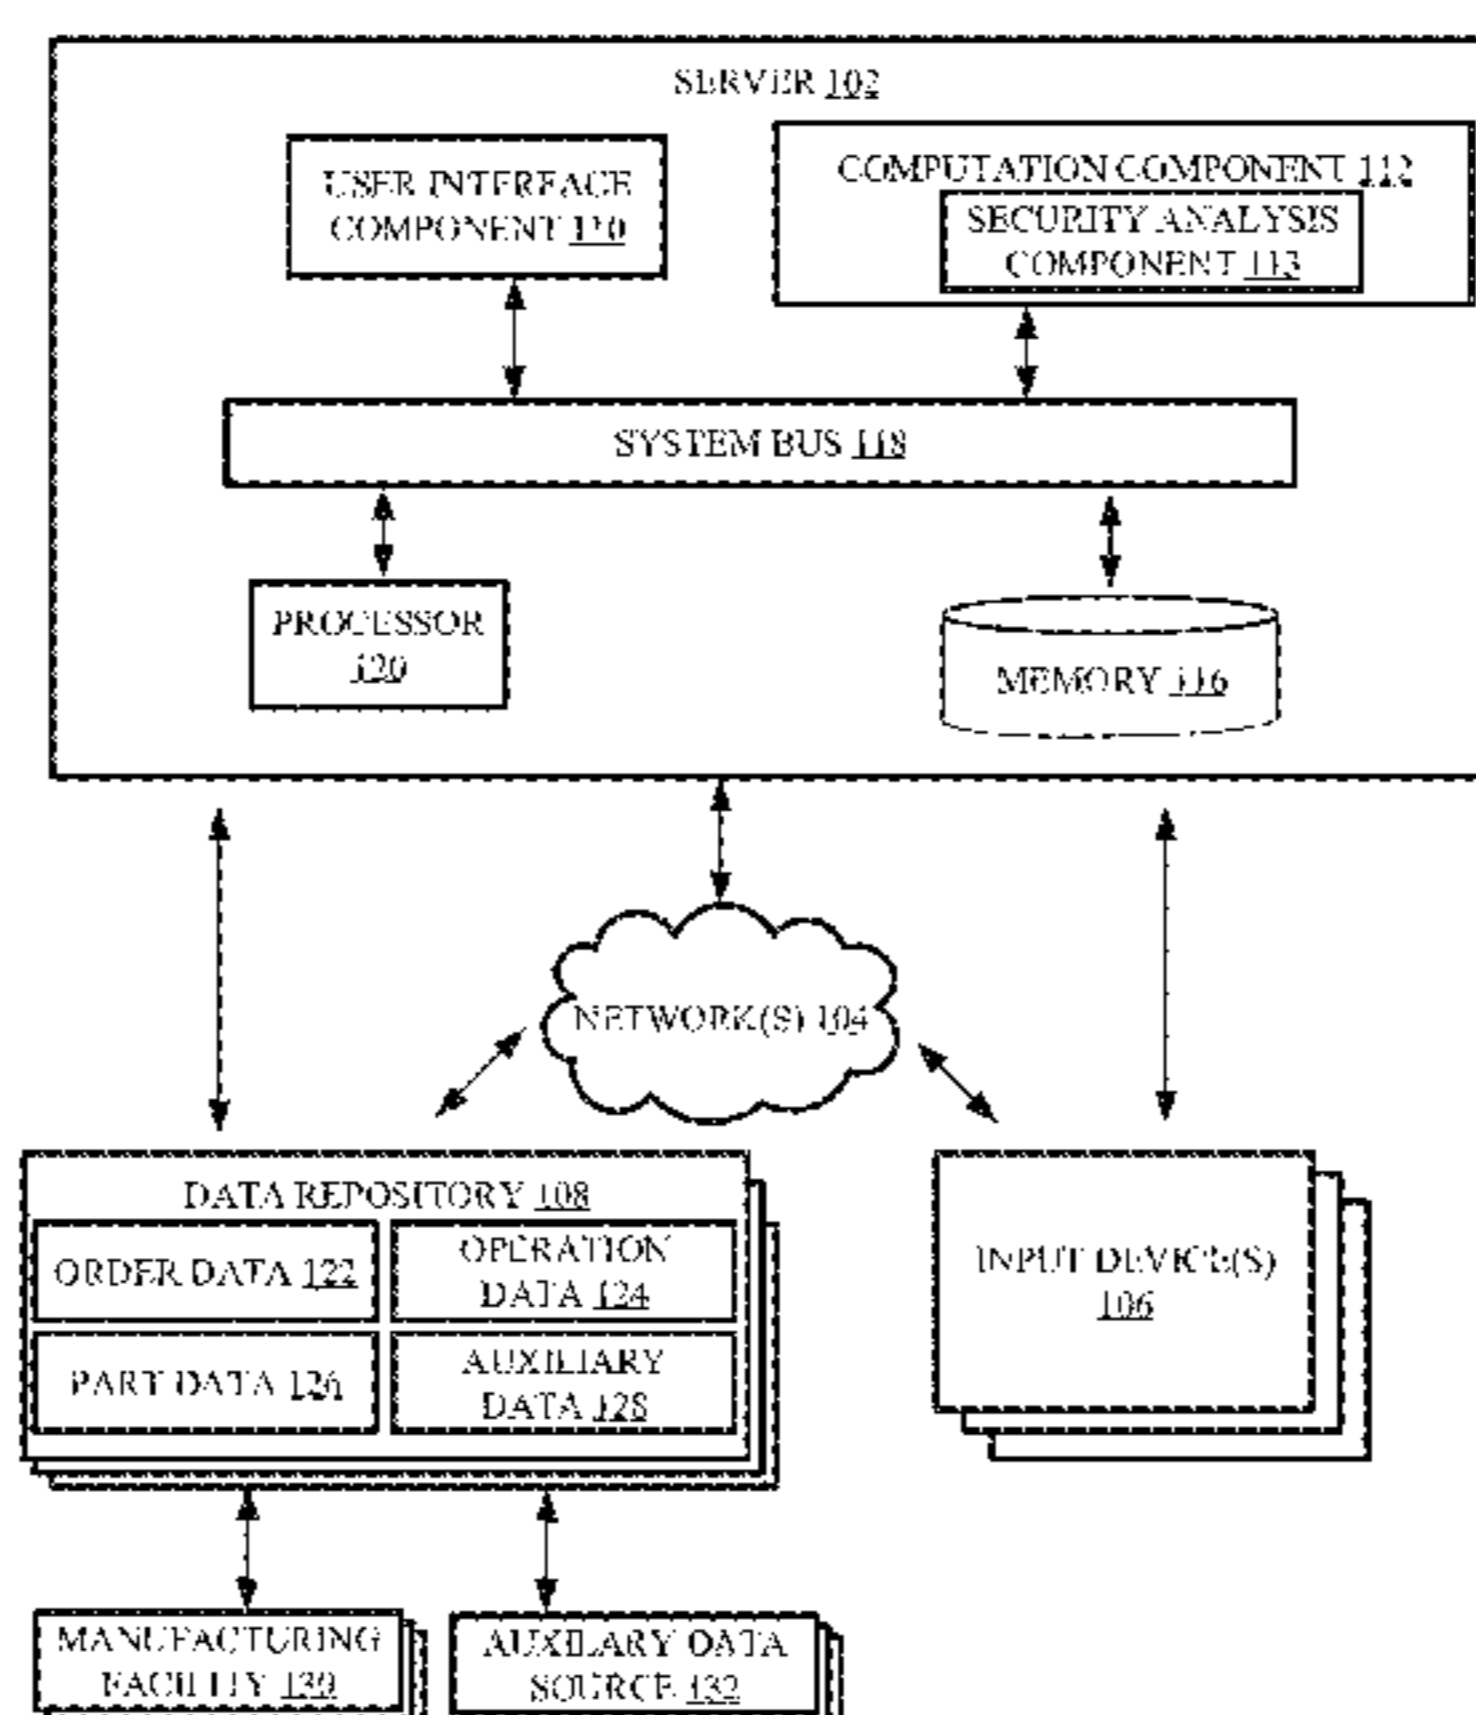 SERVER 102
USER INTERFACE
COMPONENT 110
COMPUTATION COMPONENT 112
SECURITY ANALYSIS
COMPONENT 113
SYSTEM BUS 118
PROCESSOR
120
MEMORY 116
NETWORK(S) 104
DATA REPOSITORY 108
ORDER DATA 122
OPERATION
DATA 124
PART DATA 126
AUXILIARY
DATA 128
INPUT DEVICE(S)
106
MANUFACTURING
FACILITY 130
AUXILARY DATA
SOURCE 132